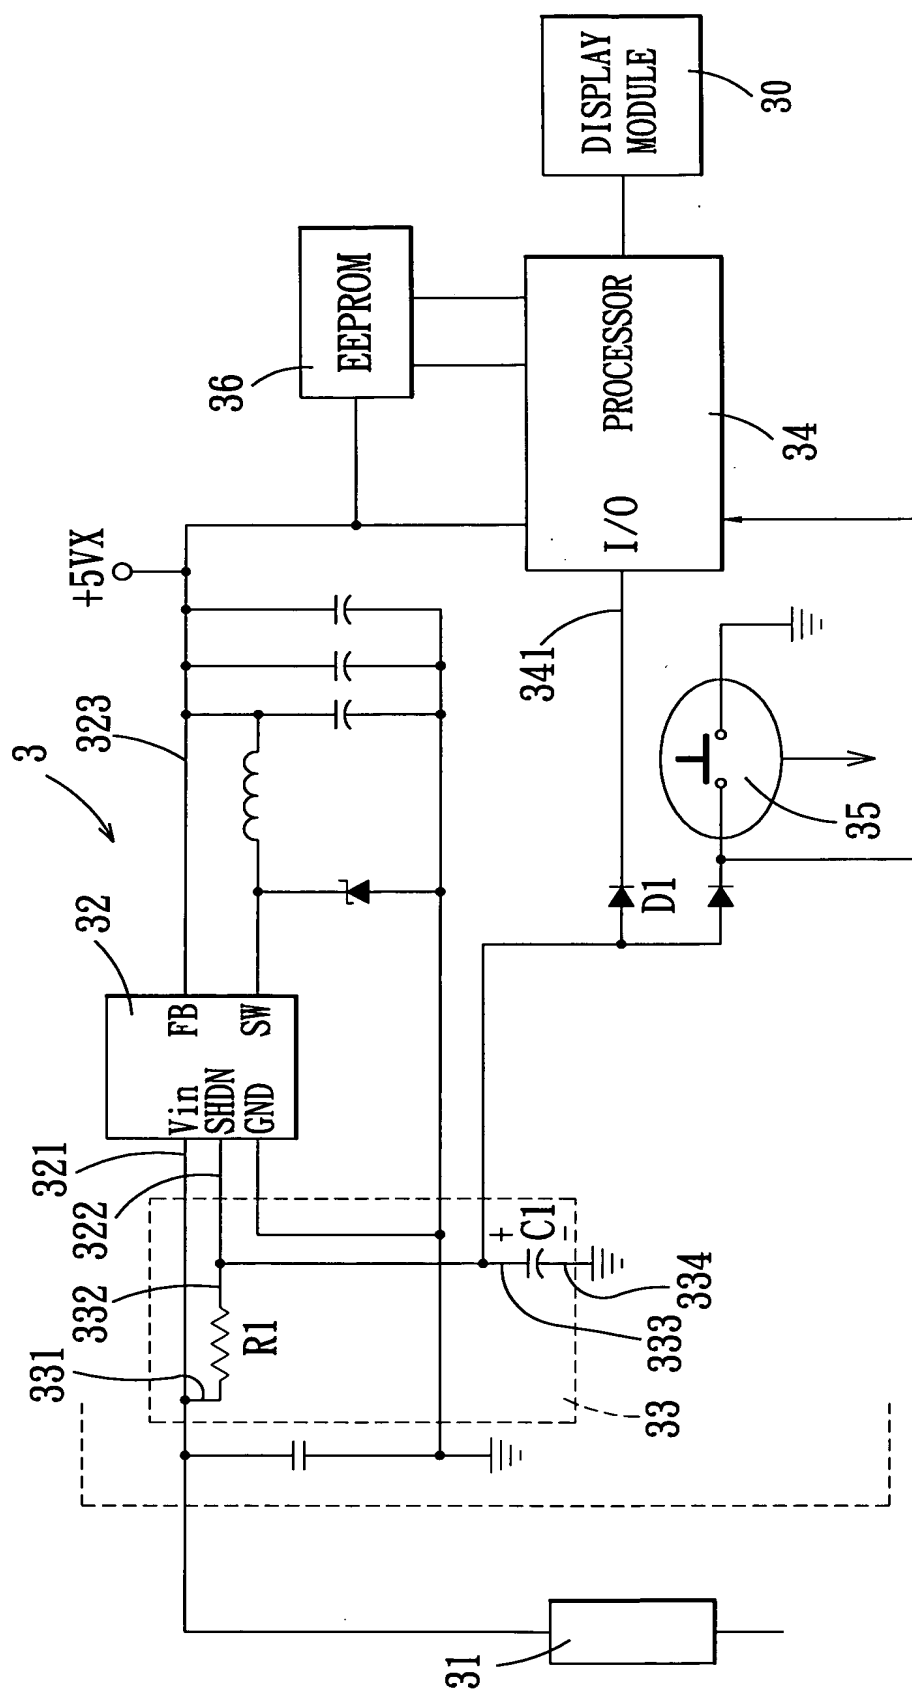 3
32
323
+5VX
36
EEPROM
DISPLAY
MODULE
30
321
322
332
331
Vin
SHDN
GND
FB
SW
R1
+
C1
-
333
334
33
31
D1
341
I/O
PROCESSOR
34
35